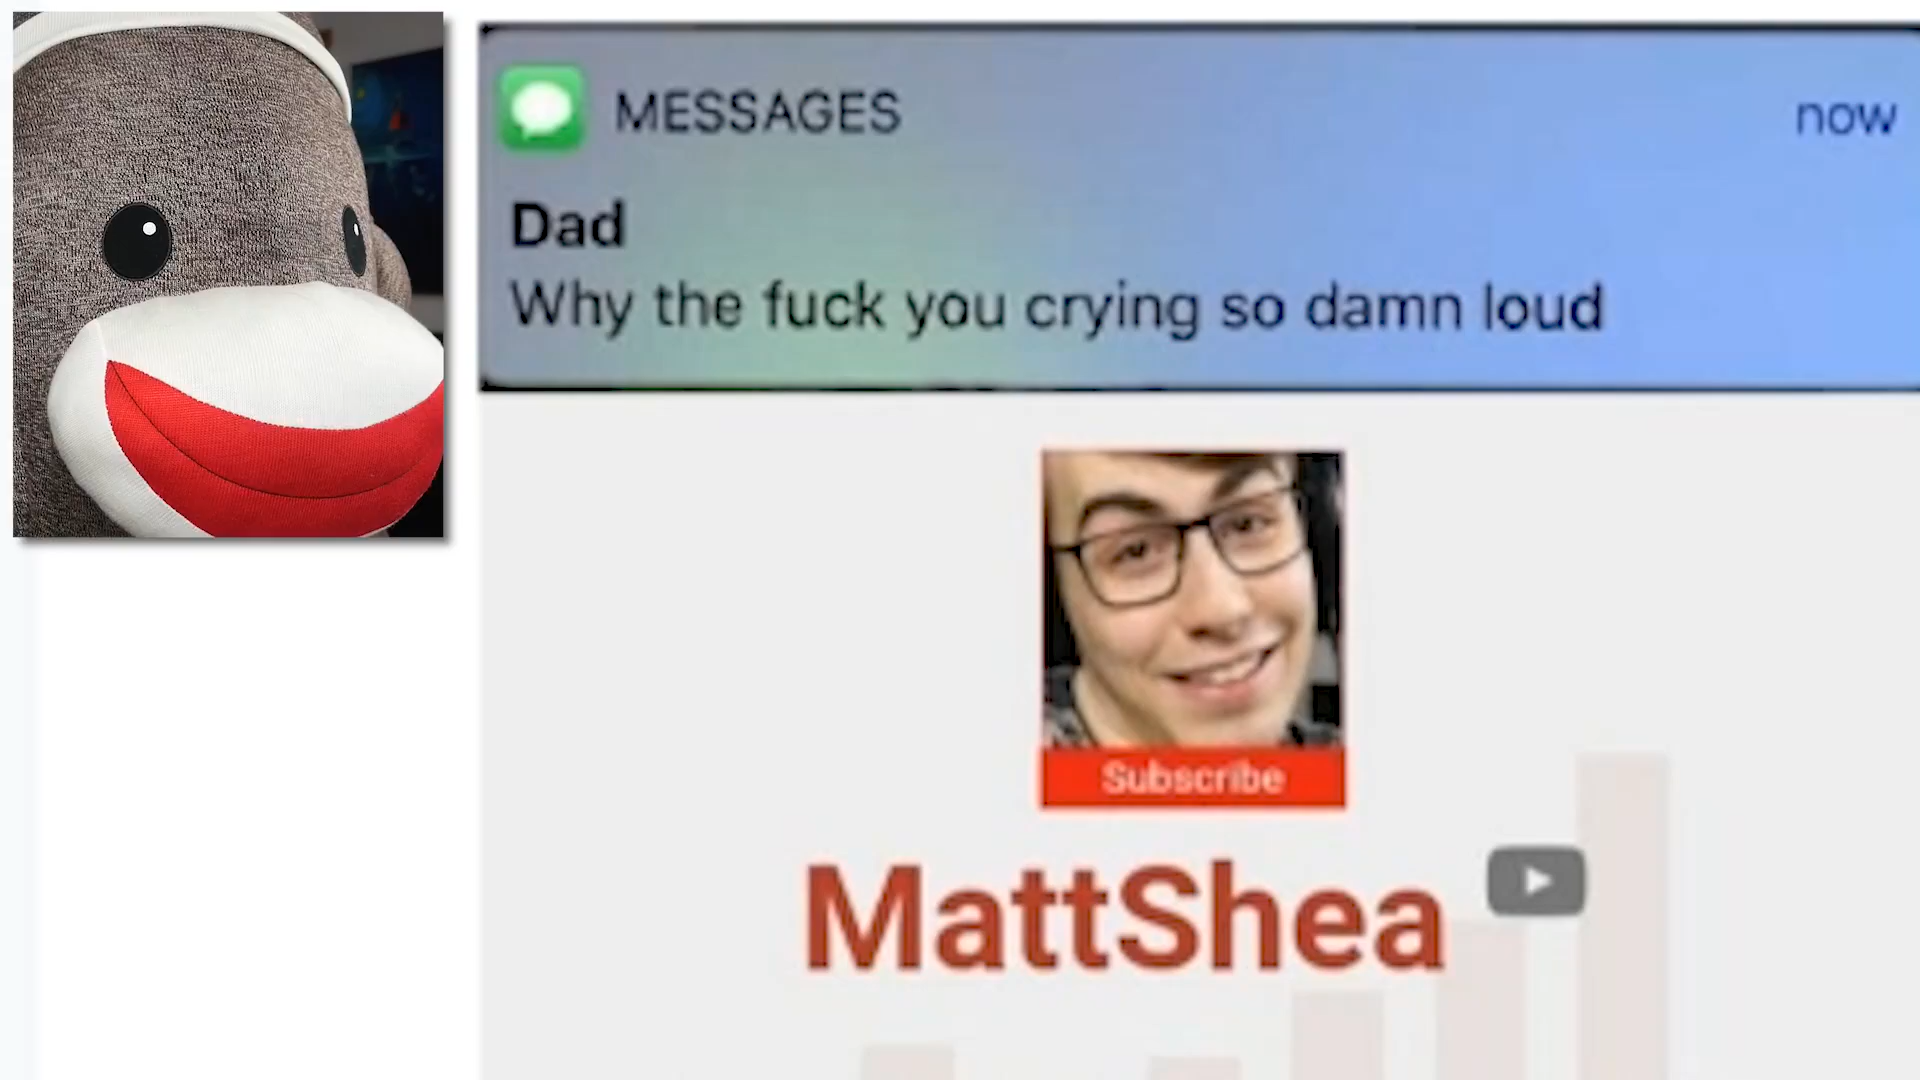 MESSAGES
now
Dad
Why the fuck you crying so damn loud
Subscribe
MattShea